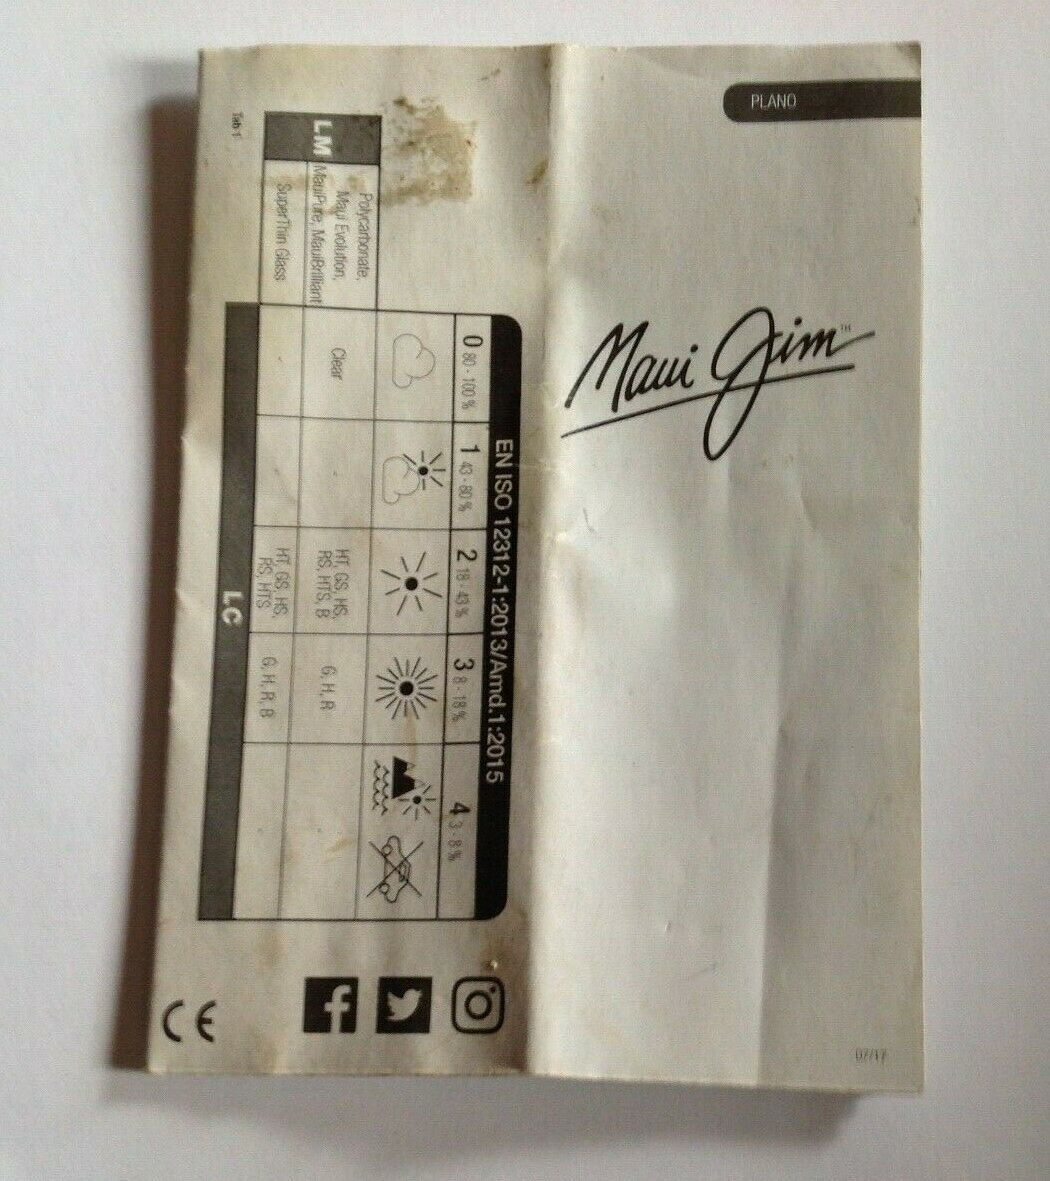 PLANO
Maui Jim™
07/17
Tab 1
EN ISO 12312-1:2013/Amd.1:2015
0 80 - 100 %
1 43 - 80 %
2 18 - 43 %
3 8 - 18 %
4 3 - 8 %
LM
Polycarbonate,
Maui Evolution,
MauiPure, MauiBrilliant
Clear
HT, GS, HS,
RS, HTS, B
G, H, R
SuperThin Glass
HT, GS, HS,
RS, HTS
G, H, R, B
LC
CE